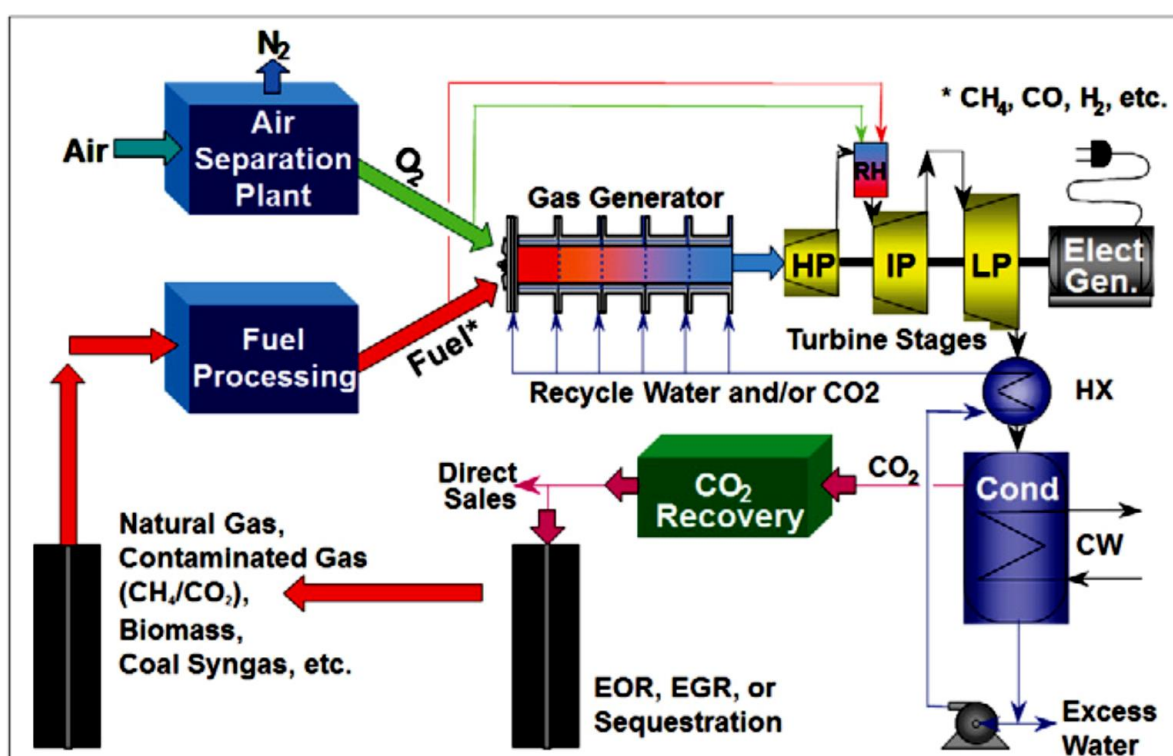 N₂
* CH₄, CO, H₂, etc.
Air
Air
Separation
Plant
O₂
RH
Gas Generator
HP
IP
LP
Elect
Gen.
Fuel
Processing
Fuel*
Turbine Stages
Recycle Water and/or CO2
HX
Direct
Sales
CO₂
Recovery
CO₂
Cond
CW
Natural Gas,
Contaminated Gas
(CH₄/CO₂),
Biomass,
Coal Syngas, etc.
EOR, EGR, or
Sequestration
Excess
Water